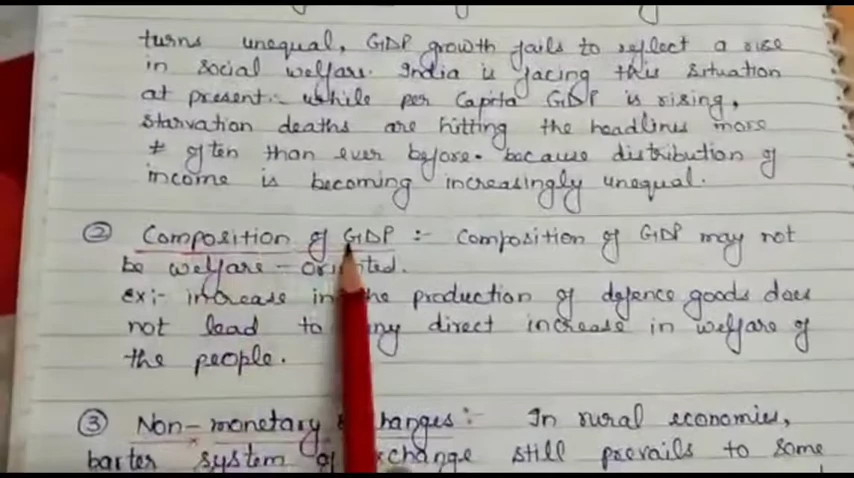 turns unequal, GDP growth fails to reflect a rise
in social welfare. India is facing this situation
at present:- while per Capita GDP is rising,
starvation deaths are hitting the headlines more
* often than ever before. because distribution of
income is becoming increasingly unequal.
② Composition of GDP :- Composition of GDP may not
be welfare - oriented.
ex:- increase in the production of defence goods does
not lead to any direct increase in welfare of
the people.
③ Non-monetary Exchanges:- In rural economies,
barter system of exchange still prevails to some